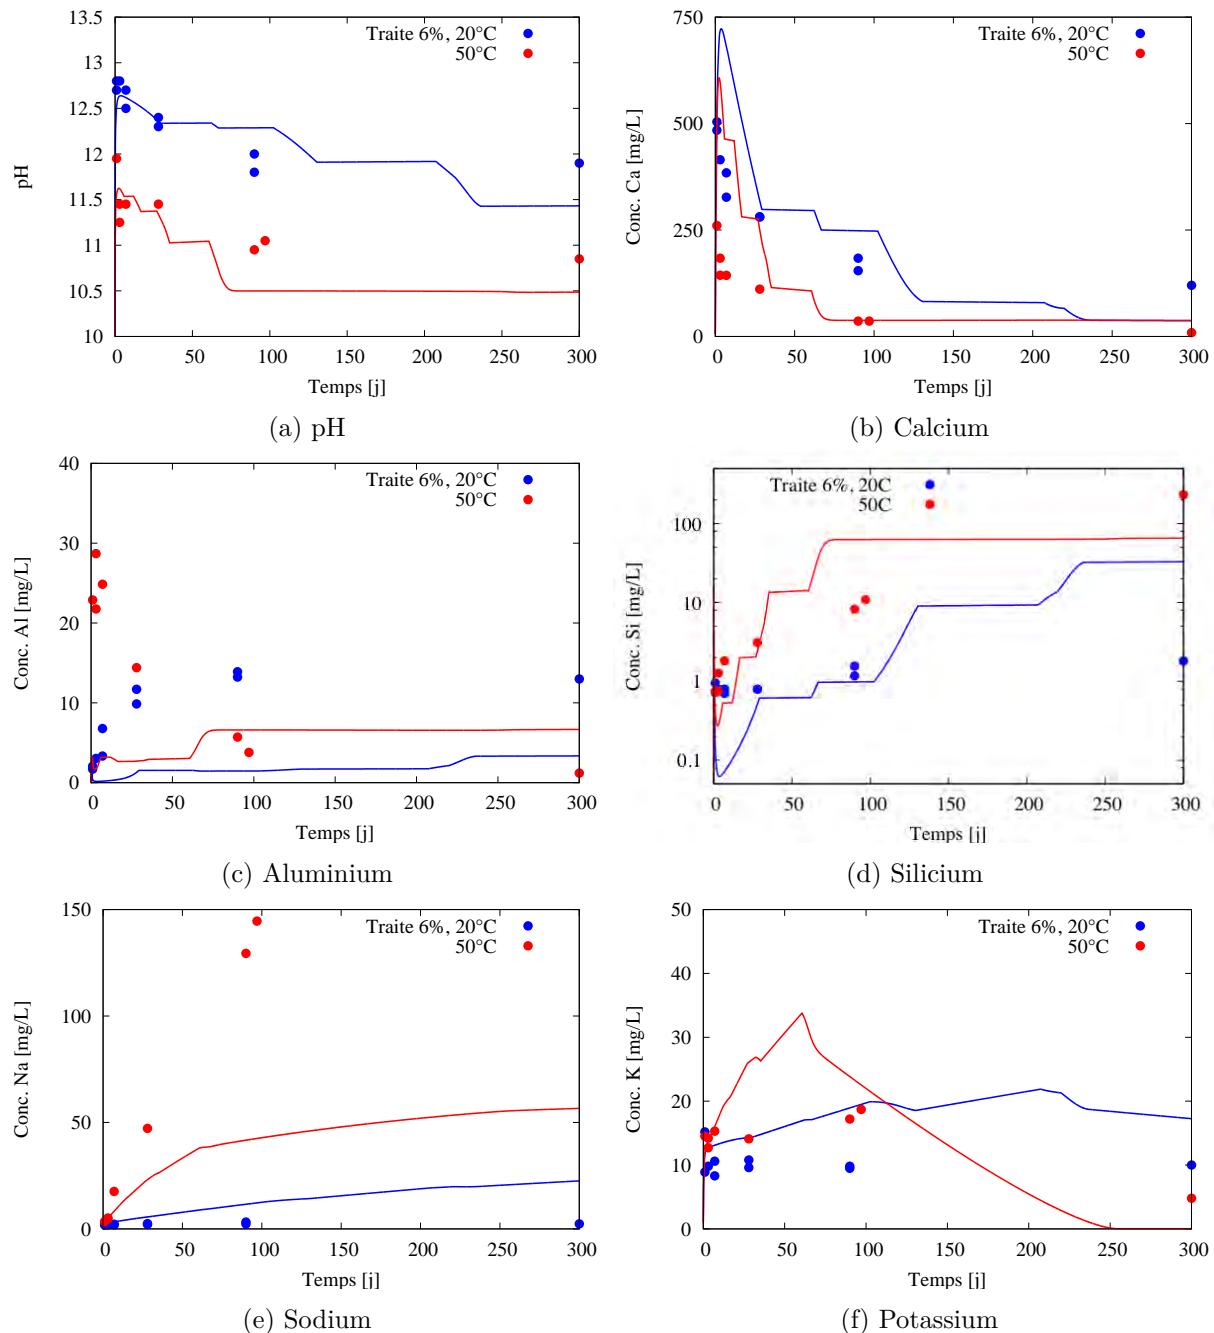 Traite 6%, 20°C
50°C
13.5
13
12.5
12
11.5
11
10.5
10
pH
0
50
100
150
200
250
300
Temps [j]
(a) pH
Traite 6%, 20°C
50°C
750
500
250
0
Conc. Ca [mg/L]
0
50
100
150
200
250
300
Temps [j]
(b) Calcium
Traite 6%, 20°C
50°C
40
30
20
10
0
Conc. Al [mg/L]
0
50
100
150
200
250
300
Temps [j]
(c) Aluminium
Traite 6%, 20C
50C
100
10
1
0.1
Conc. Si [mg/L]
0
50
100
150
200
250
300
Temps [j]
(d) Silicium
Traite 6%, 20°C
50°C
150
100
50
0
Conc. Na [mg/L]
0
50
100
150
200
250
300
Temps [j]
(e) Sodium
Traite 6%, 20°C
50°C
50
40
30
20
10
0
Conc. K [mg/L]
0
50
100
150
200
250
300
Temps [j]
(f) Potassium